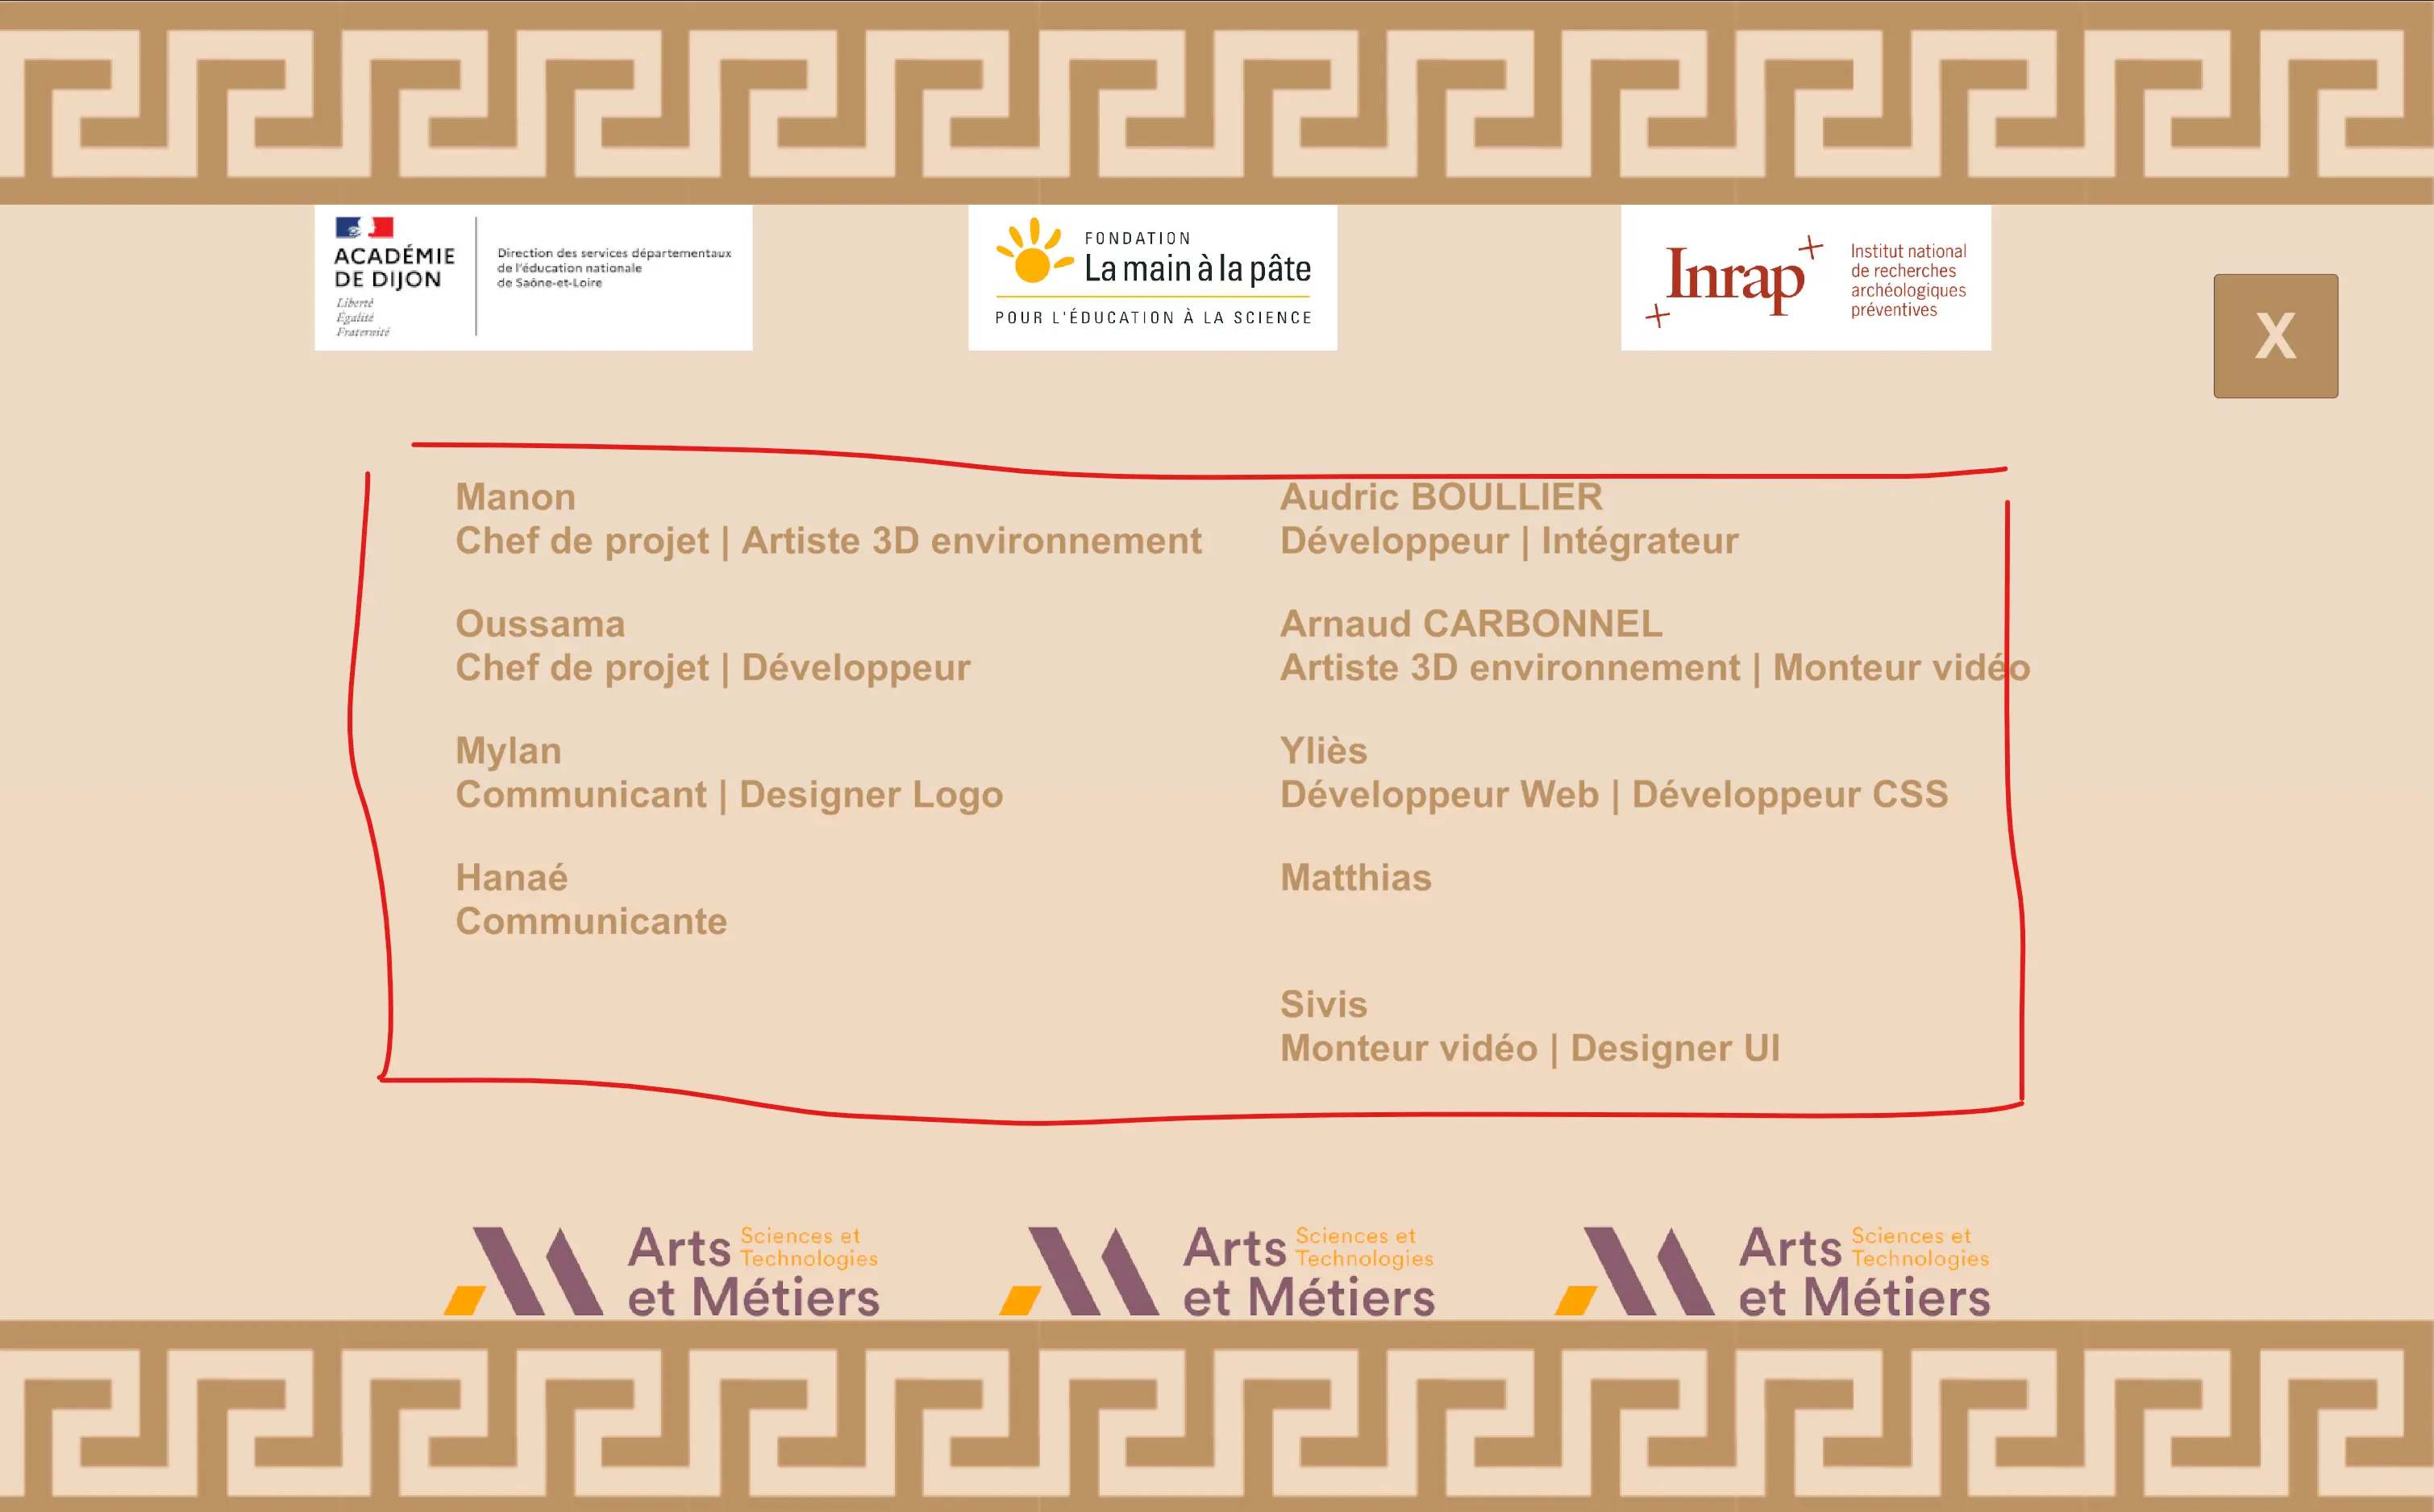 ACADÉMIE
DE DIJON
Liberté
Égalité
Fraternité
Direction des services départementaux
de l'éducation nationale
de Saône-et-Loire
FONDATION
La main à la pâte
POUR L'ÉDUCATION À LA SCIENCE
Inrap
Institut national
de recherches
archéologiques
préventives
X
Manon
Chef de projet | Artiste 3D environnement
Oussama
Chef de projet | Développeur
Mylan
Communicant | Designer Logo
Hanaé
Communicante
Audric BOULLIER
Développeur | Intégrateur
Arnaud CARBONNEL
Artiste 3D environnement | Monteur vidéo
Yliès
Développeur Web | Développeur CSS
Matthias
Sivis
Monteur vidéo | Designer UI
Arts Sciences et
Technologies
et Métiers
Arts Sciences et
Technologies
et Métiers
Arts Sciences et
Technologies
et Métiers